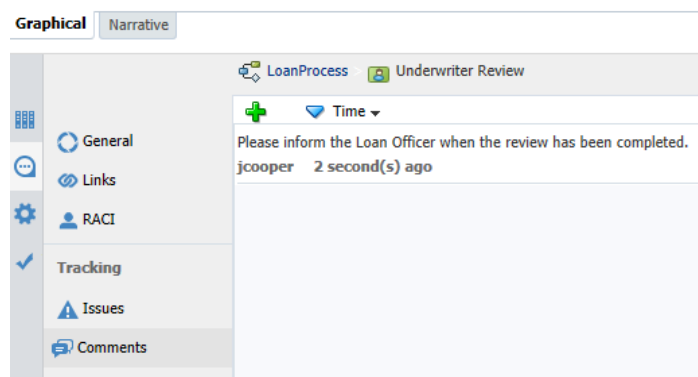 Graphical Narrative
LoanProcess Underwriter Review
Time
General
Please inform the Loan Officer when the review has been completed.
jcooper 2 second(s) ago
Links
RACI
Tracking
Issues
Comments